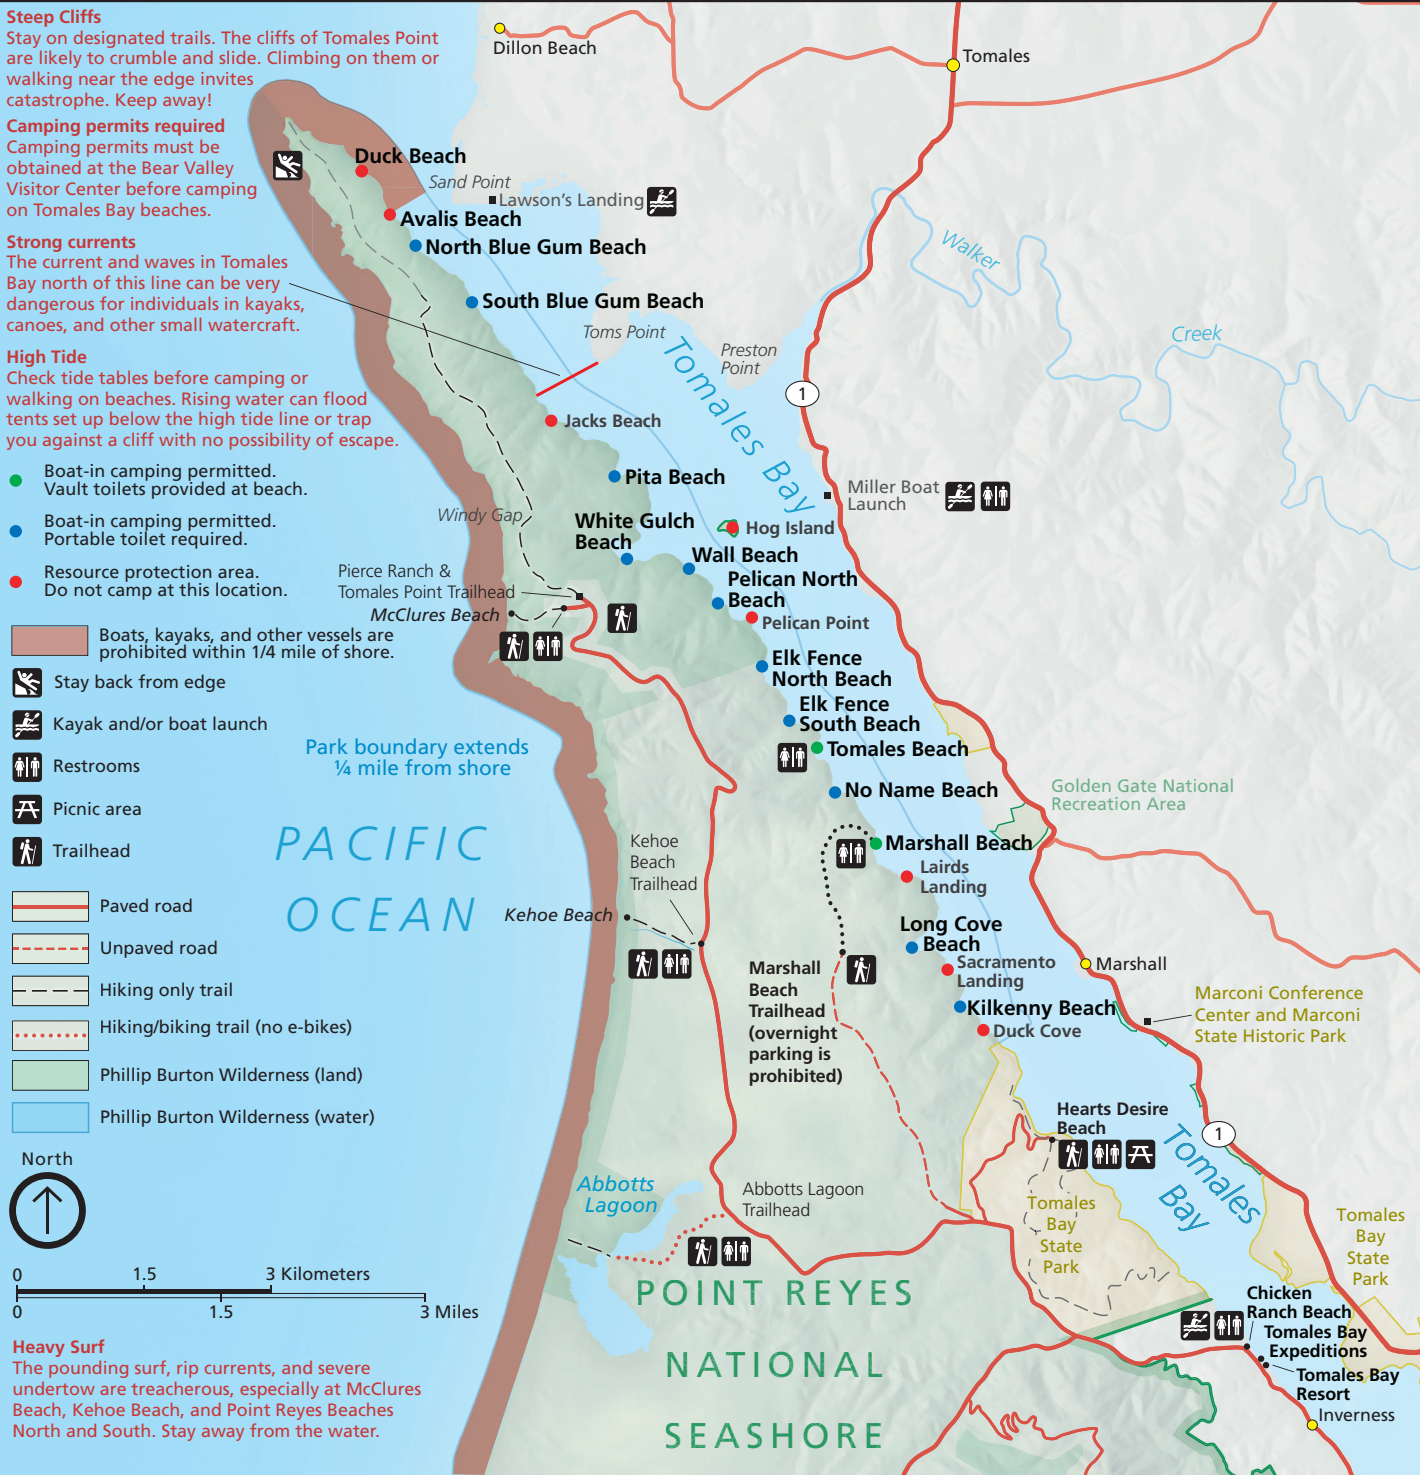 Steep Cliffs
Stay on designated trails. The cliffs of Tomales Point
are likely to crumble and slide. Climbing on them or
walking near the edge invites
catastrophe. Keep away!
Camping permits required
Camping permits must be
obtained at the Bear Valley
Visitor Center before camping
on Tomales Bay beaches.
Strong currents
The current and waves in Tomales
Bay north of this line can be very
dangerous for individuals in kayaks,
canoes, and other small watercraft.
High Tide
Check tide tables before camping or
walking on beaches. Rising water can flood
tents set up below the high tide line or trap
you against a cliff with no possibility of escape.
Boat-in camping permitted.
Vault toilets provided at beach.
Boat-in camping permitted.
Portable toilet required.
Resource protection area.
Do not camp at this location.
Boats, kayaks, and other vessels are
prohibited within 1/4 mile of shore.
Stay back from edge
Kayak and/or boat launch
Restrooms
Picnic area
Trailhead
Paved road
Unpaved road
Hiking only trail
Hiking/biking trail (no e-bikes)
Phillip Burton Wilderness (land)
Phillip Burton Wilderness (water)
North
0
1.5
3 Kilometers
0
1.5
3 Miles
Heavy Surf
The pounding surf, rip currents, and severe
undertow are treacherous, especially at McClures
Beach, Kehoe Beach, and Point Reyes Beaches
North and South. Stay away from the water.
Dillon Beach
Tomales
Duck Beach
Sand Point
Lawson's Landing
Avalis Beach
North Blue Gum Beach
South Blue Gum Beach
Toms Point
Preston
Point
Tomales Bay
Walker
Creek
1
Jacks Beach
Pita Beach
Miller Boat
Launch
Windy Gap
White Gulch
Beach
Hog Island
Wall Beach
Pierce Ranch &
Tomales Point Trailhead
McClures Beach
Pelican North
Beach
Pelican Point
Elk Fence
North Beach
Elk Fence
South Beach
Park boundary extends
¼ mile from shore
Tomales Beach
No Name Beach
Golden Gate National
Recreation Area
PACIFIC
OCEAN
Kehoe
Beach
Trailhead
Marshall Beach
Lairds
Landing
Kehoe Beach
Long Cove
Beach
Marshall
Beach
Trailhead
(overnight
parking is
prohibited)
Sacramento
Landing
Marshall
Kilkenny Beach
Duck Cove
Marconi Conference
Center and Marconi
State Historic Park
Hearts Desire
Beach
1
Tomales
Bay
Abbotts
Lagoon
Abbotts Lagoon
Trailhead
Tomales
Bay
State
Park
Tomales
Bay
State
Park
POINT REYES
NATIONAL
SEASHORE
Chicken
Ranch Beach
Tomales Bay
Expeditions
Tomales Bay
Resort
Inverness